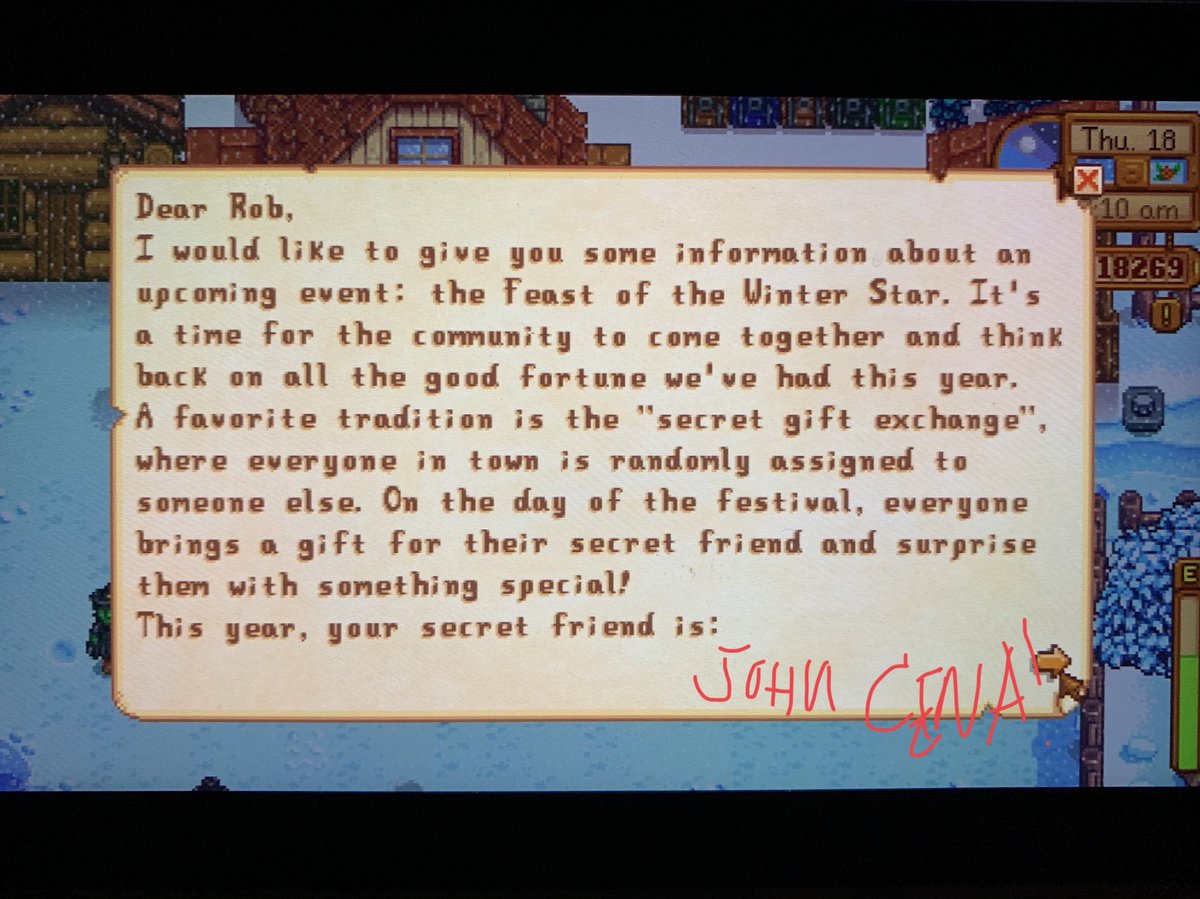 Thu. 18
10 am
18269
E
Dear Rob,
I would like to give you some information about an
upcoming event: the Feast of the Winter Star. It's
a time for the community to come together and think
back on all the good fortune we've had this year.
A favorite tradition is the "secret gift exchange",
where everyone in town is randomly assigned to
someone else. On the day of the festival, everyone
brings a gift for their secret friend and surprise
them with something special!
This year, your secret friend is:
JOHN CENA!